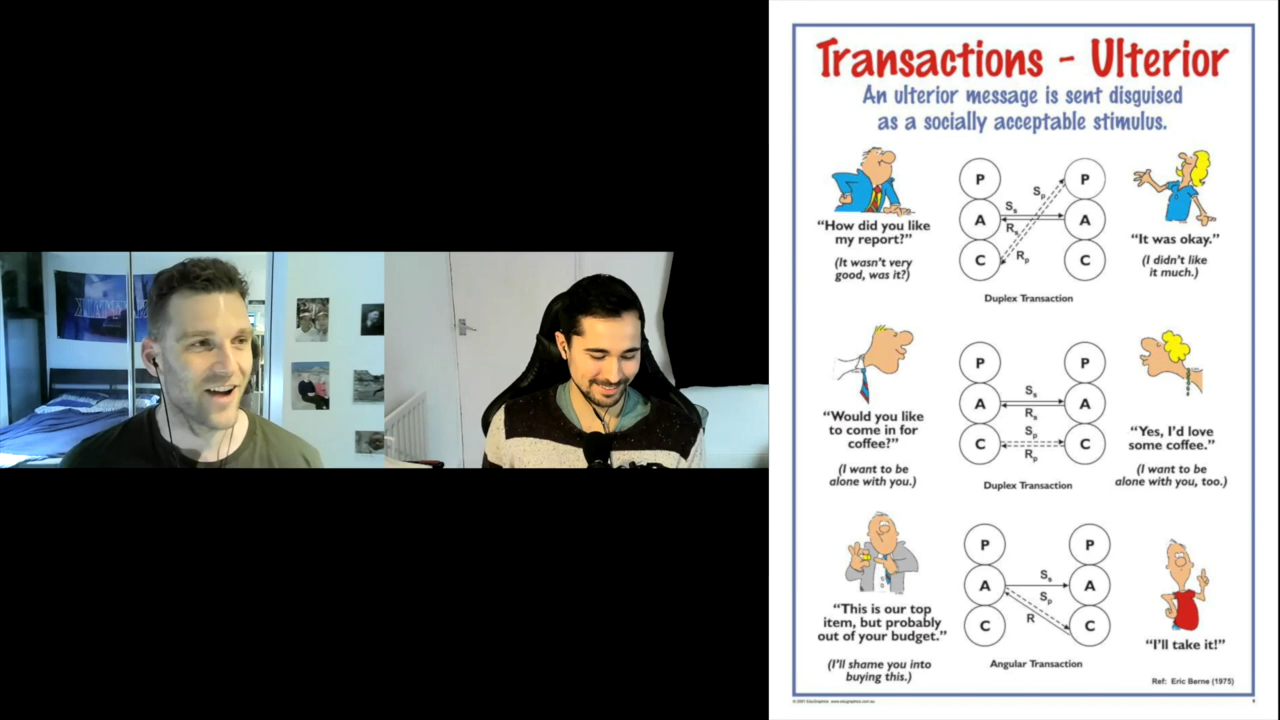 Transactions - Ulterior
An ulterior message is sent disguised
as a socially acceptable stimulus.
P
A
C
Ss
Rs
Sp
Rp
P
A
C
"How did you like
my report?"
(It wasn't very
good, was it?)
"It was okay."
(I didn't like
it much.)
Duplex Transaction
P
A
C
Ss
Rs
Sp
Rp
P
A
C
"Would you like
to come in for
coffee?"
(I want to be
alone with you.)
"Yes, I'd love
some coffee."
(I want to be
alone with you, too.)
Duplex Transaction
P
A
C
Ss
Sp
R
P
A
C
"This is our top
item, but probably
out of your budget."
(I'll shame you into
buying this.)
"I'll take it!"
Angular Transaction
Ref: Eric Berne (1975)